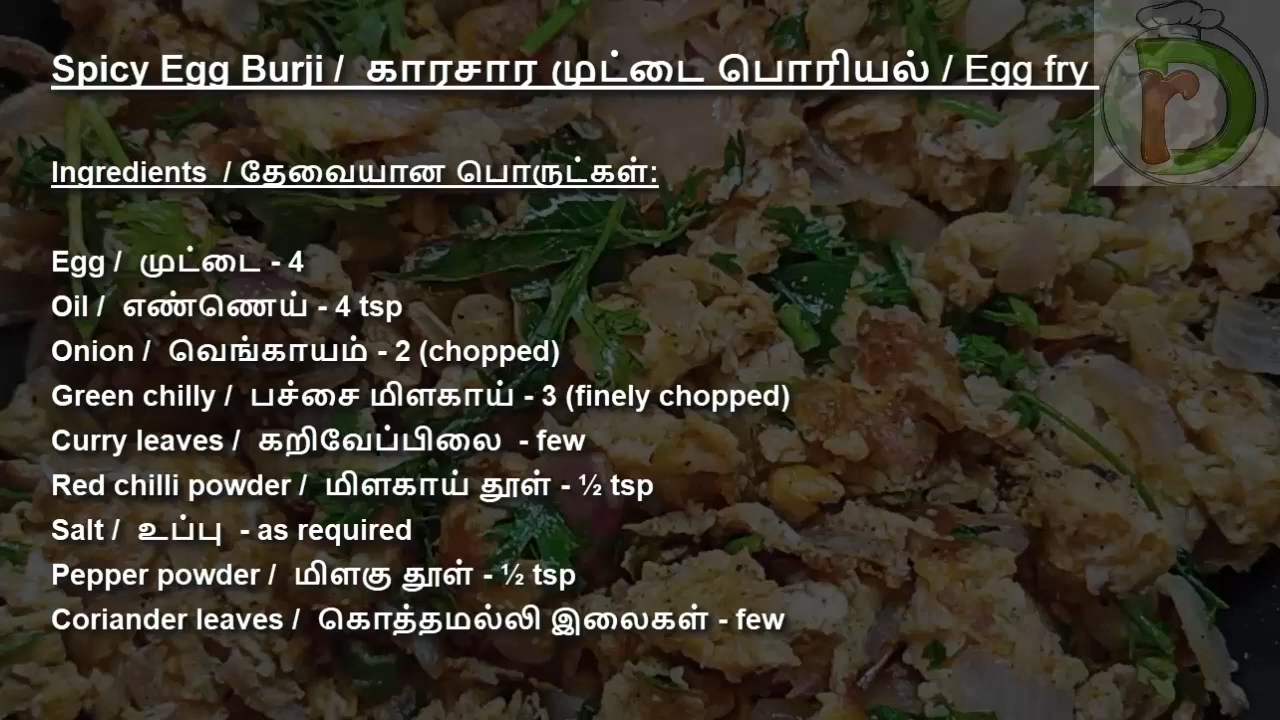 Spicy Egg Burji / காரசார முட்டை பொரியல் / Egg fry
Ingredients / தேவையான பொருட்கள்:
Egg / முட்டை - 4
Oil / எண்ணெய் - 4 tsp
Onion / வெங்காயம் - 2 (chopped)
Green chilly / பச்சை மிளகாய் - 3 (finely chopped)
Curry leaves / கறிவேப்பிலை - few
Red chilli powder / மிளகாய் தூள் - ½ tsp
Salt / உப்பு - as required
Pepper powder / மிளகு தூள் - ½ tsp
Coriander leaves / கொத்தமல்லி இலைகள் - few
rD